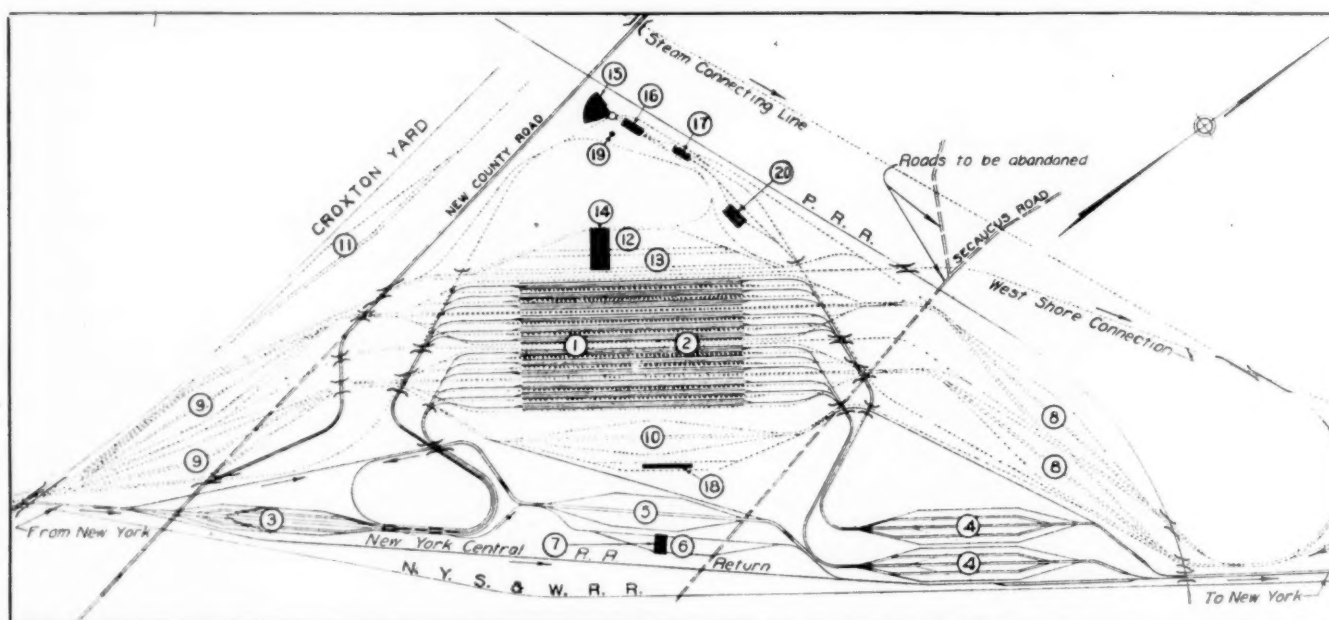 Steam Connecting Line
15
16
17
19
CROXTON YARD
NEW COUNTY ROAD
Roads to be abandoned
20
P. R. R.
SECAUCUS ROAD
14
12
11
13
West Shore Connection
1
2
9
8
9
10
8
18
3
5
4
From New York
New York Central R. R.
7
6
Return
4
N. Y. S. & W. R. R.
To New York